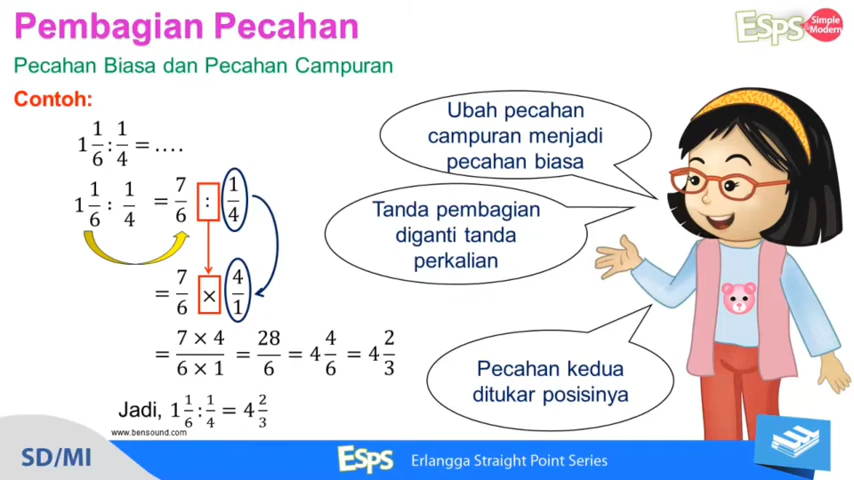 Pembagian Pecahan
ESPS Simple & Modern
Pecahan Biasa dan Pecahan Campuran
Contoh:
1 1/6 : 1/4 = ....
1 1/6 : 1/4 = 7/6 : 1/4
= 7/6 × 4/1
= 7 × 4 / 6 × 1 = 28/6 = 4 4/6 = 4 2/3
Jadi, 1 1/6 : 1/4 = 4 2/3
Ubah pecahan
campuran menjadi
pecahan biasa
Tanda pembagian
diganti tanda
perkalian
Pecahan kedua
ditukar posisinya
www.bensound.com
SD/MI
ESPS Erlangga Straight Point Series